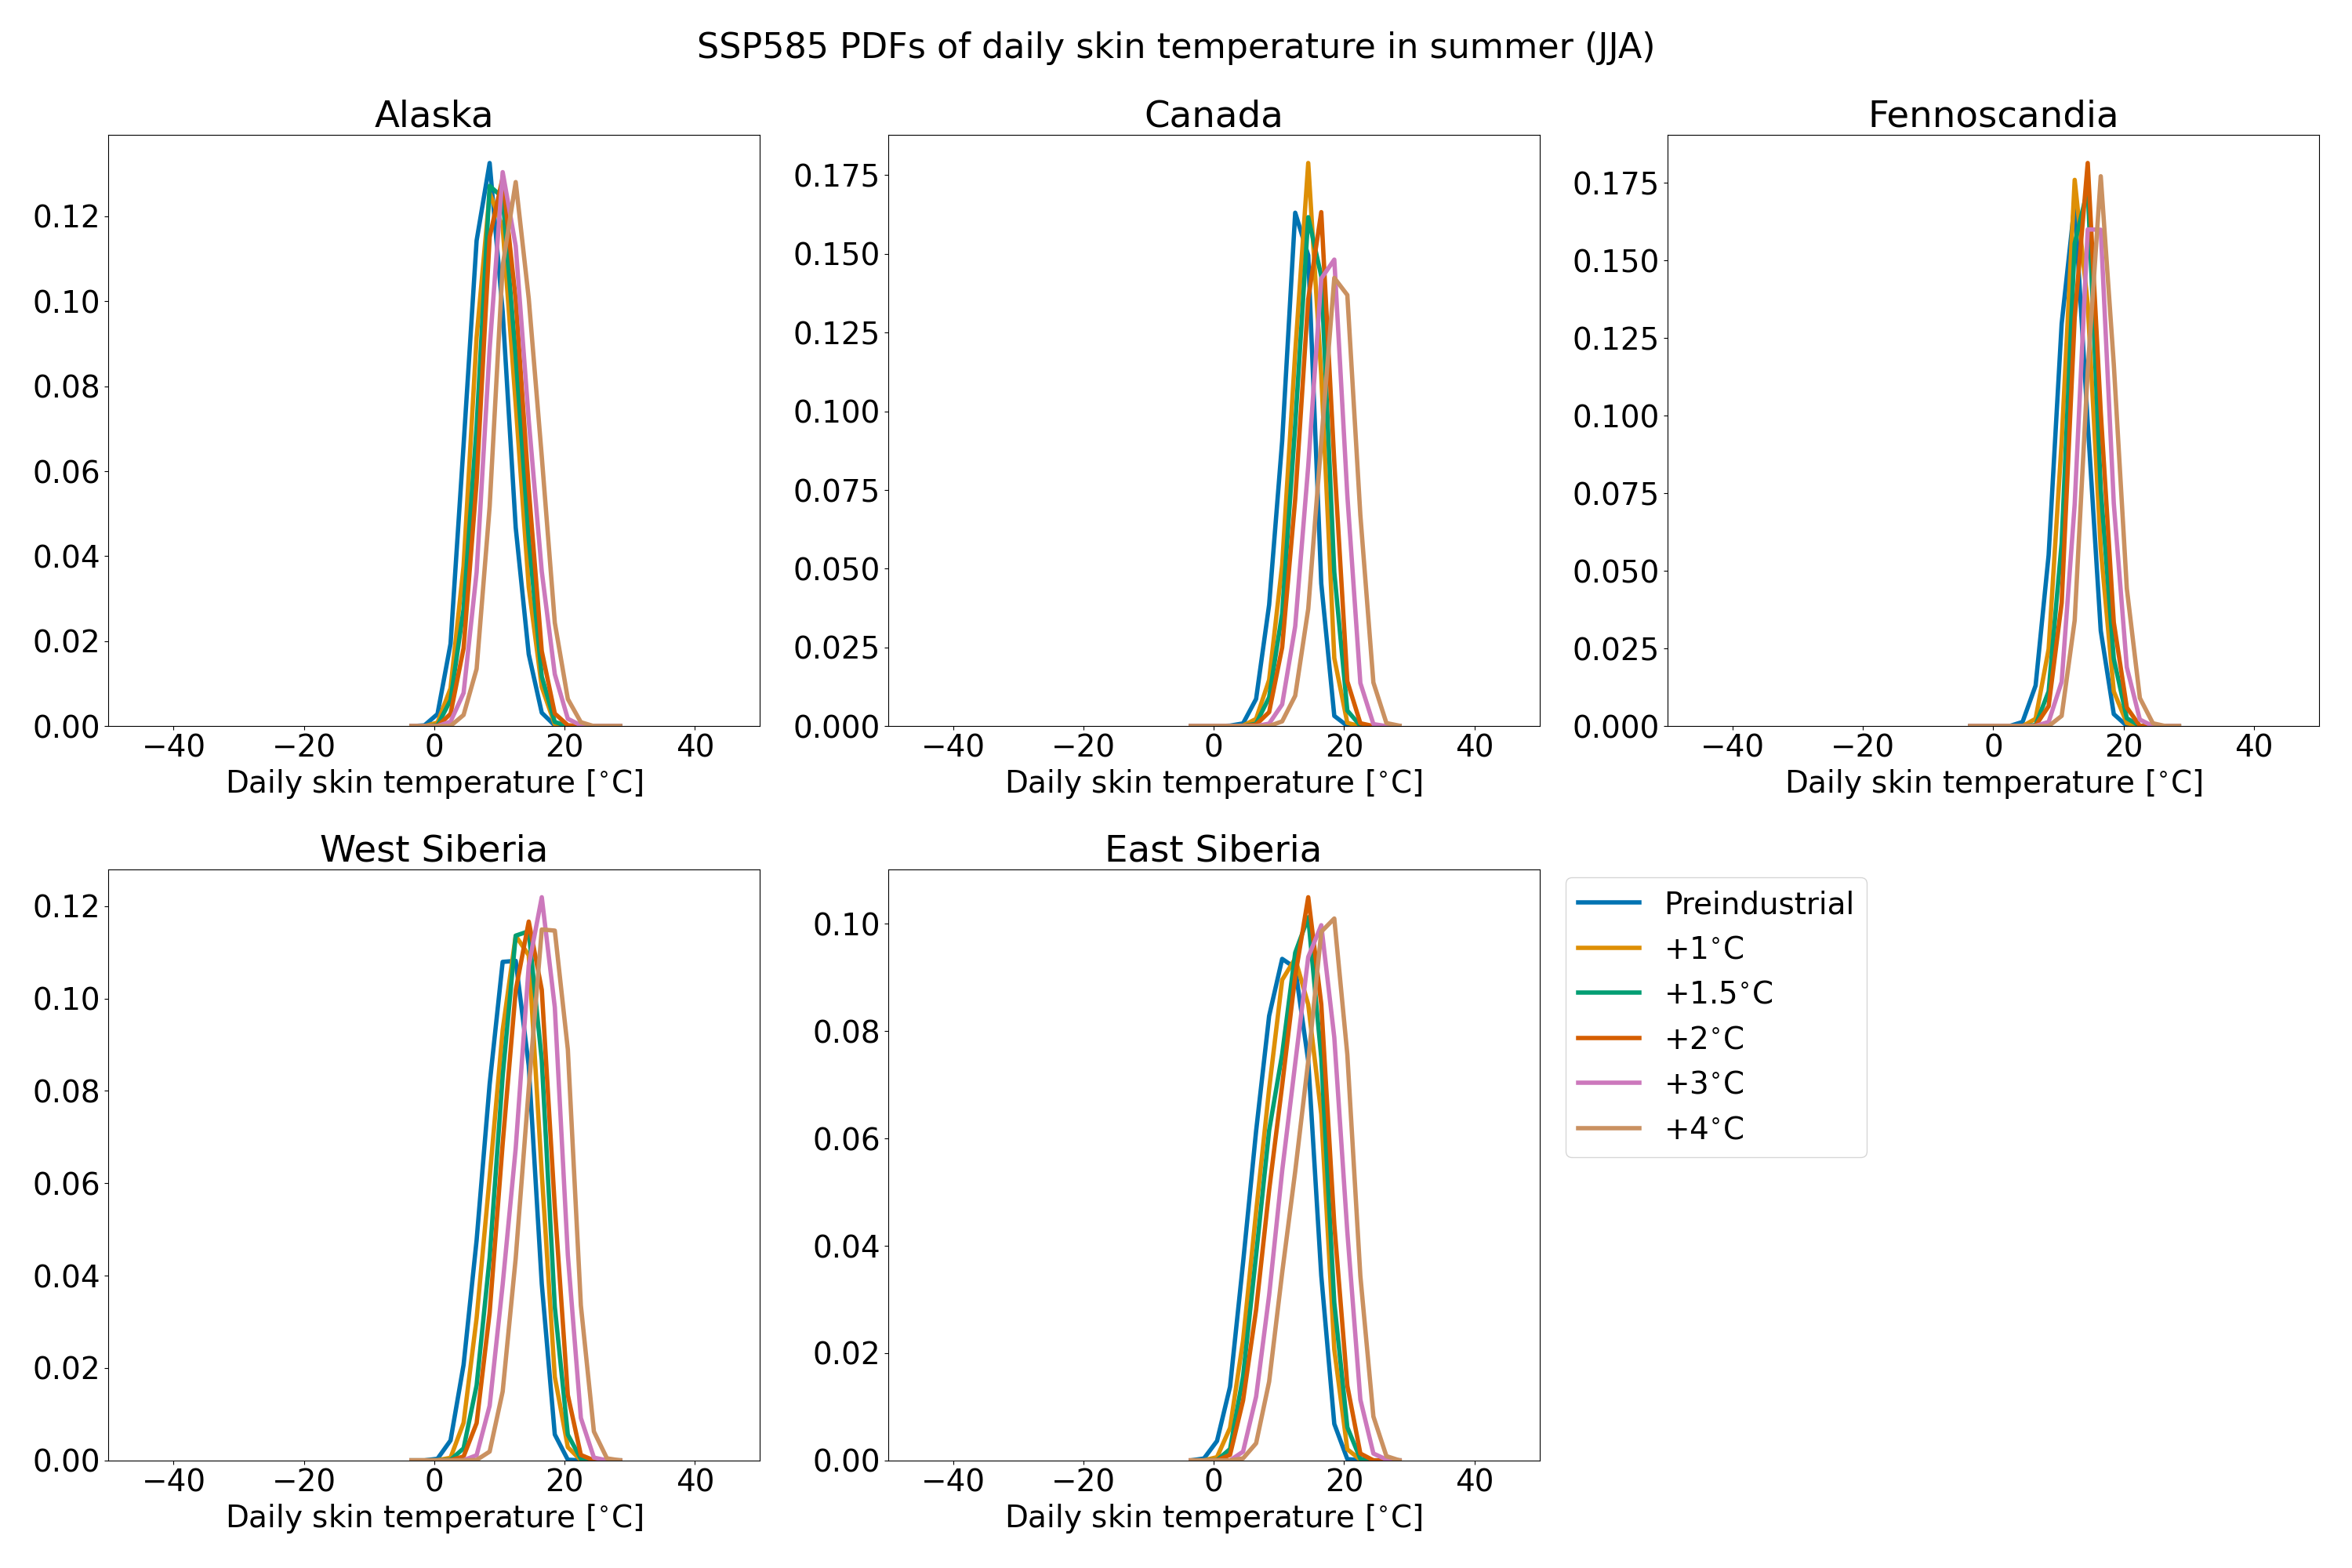 SSP585 PDFs of daily skin temperature in summer (JJA)
Alaska
0.12
0.10
0.08
0.06
0.04
0.02
0.00
−40 −20 0 20 40
Daily skin temperature [°C]
Canada
0.175
0.150
0.125
0.100
0.075
0.050
0.025
0.000
−40 −20 0 20 40
Daily skin temperature [°C]
Fennoscandia
0.175
0.150
0.125
0.100
0.075
0.050
0.025
0.000
−40 −20 0 20 40
Daily skin temperature [°C]
West Siberia
0.12
0.10
0.08
0.06
0.04
0.02
0.00
−40 −20 0 20 40
Daily skin temperature [°C]
East Siberia
0.10
0.08
0.06
0.04
0.02
0.00
−40 −20 0 20 40
Daily skin temperature [°C]
Preindustrial
+1°C
+1.5°C
+2°C
+3°C
+4°C